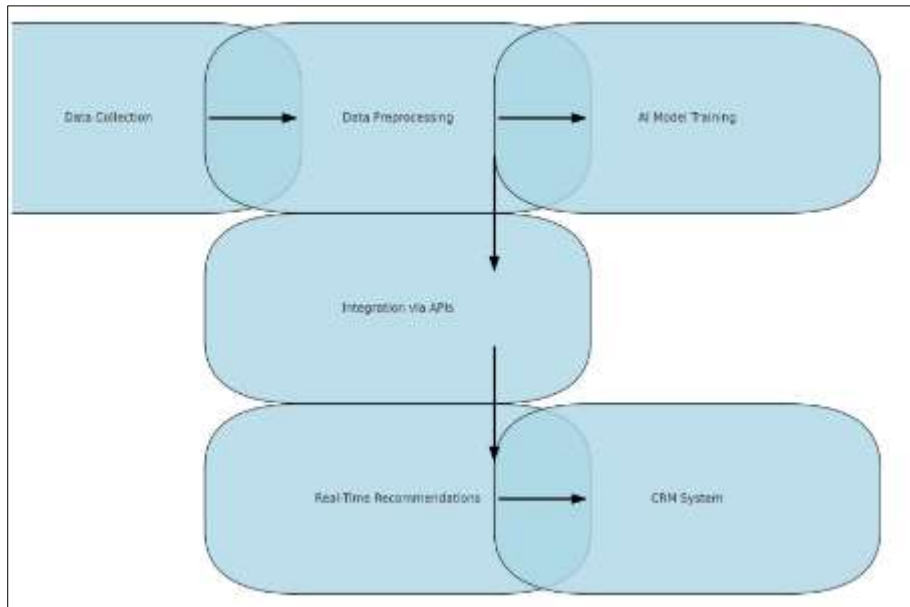 Data Collection
Data Preprocessing
AI Model Training
Integration via APIs
Real-Time Recommendations
CRM System